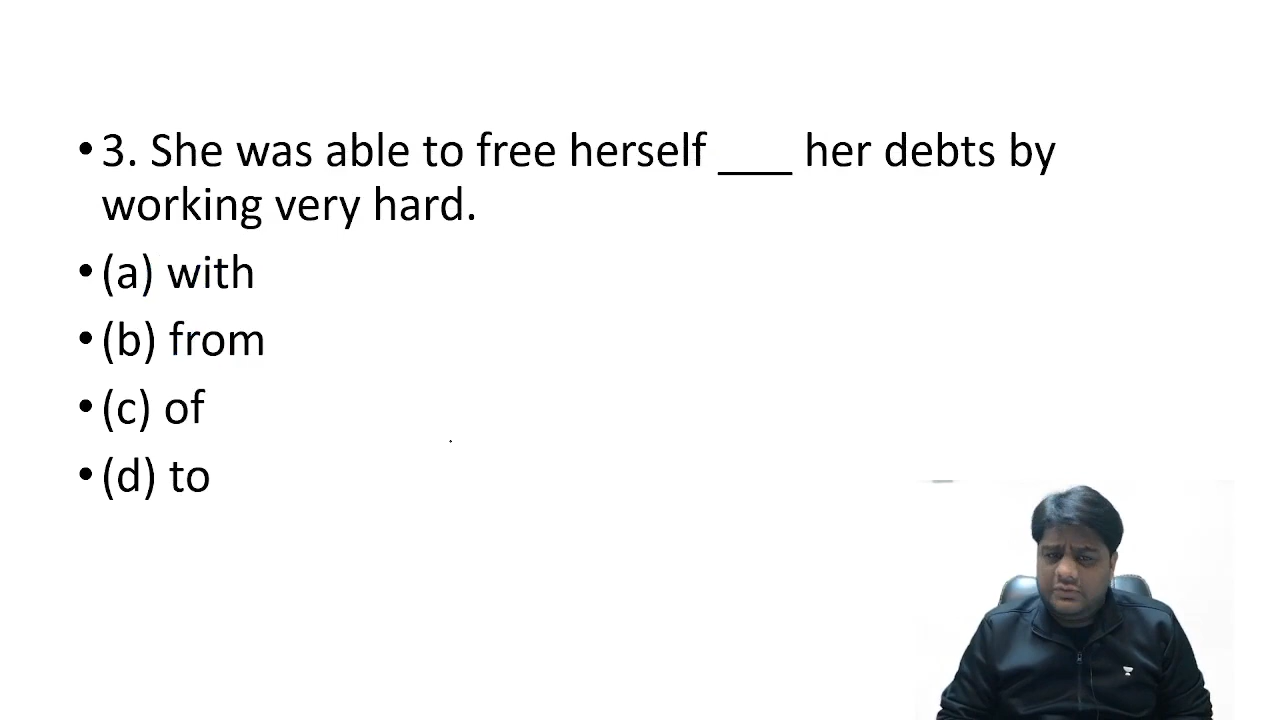 • 3. She was able to free herself ___ her debts by
working very hard.
• (a) with
• (b) from
• (c) of
• (d) to